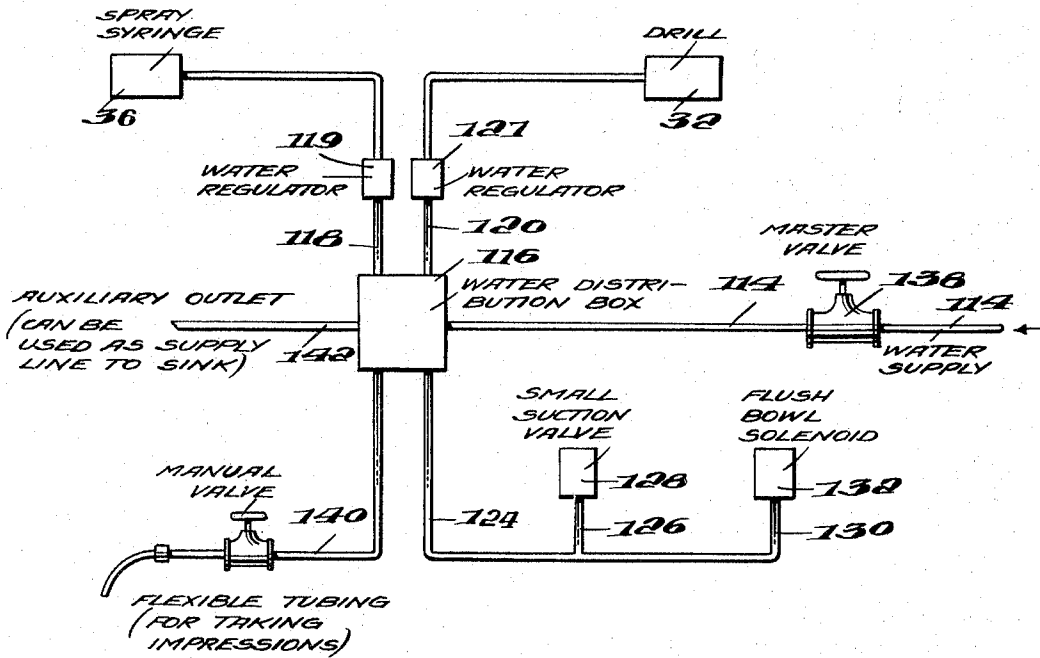 SPRAY
SYRINGE
36
DRILL
32
119
WATER
REGULATOR
121
WATER
REGULATOR
118
120
116
WATER DISTRI-
BUTION BOX
MASTER
VALVE
138
114
114
WATER
SUPPLY
AUXILIARY OUTLET
(CAN BE
USED AS SUPPLY
LINE TO SINK)
142
SMALL
SUCTION
VALVE
128
FLUSH
BOWL
SOLENOID
132
MANUAL
VALVE
140
124
126
130
FLEXIBLE TUBING
(FOR TAKING
IMPRESSIONS)